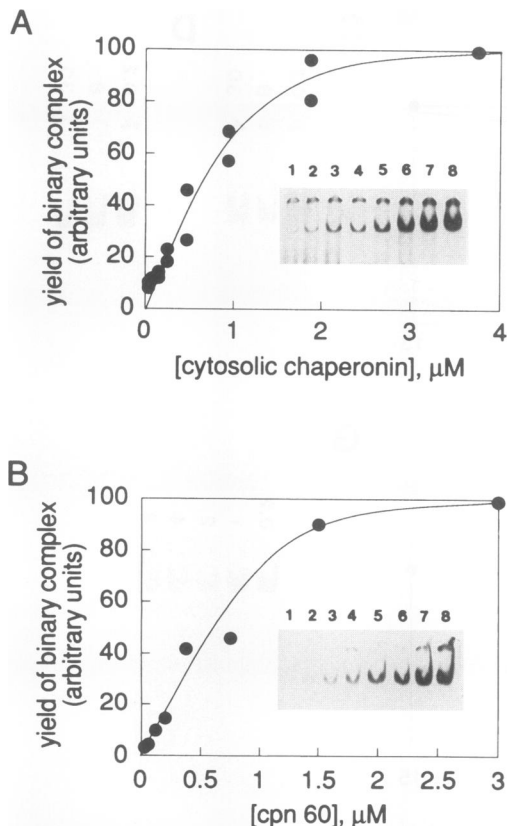 A
yield of binary complex
(arbitrary units)
100
80
60
40
20
0
1 2 3 4 5 6 7 8
0 1 2 3 4
[cytosolic chaperonin], μM
B
yield of binary complex
(arbitrary units)
100
80
60
40
20
0
1 2 3 4 5 6 7 8
0 0.5 1 1.5 2 2.5 3
[cpn 60], μM